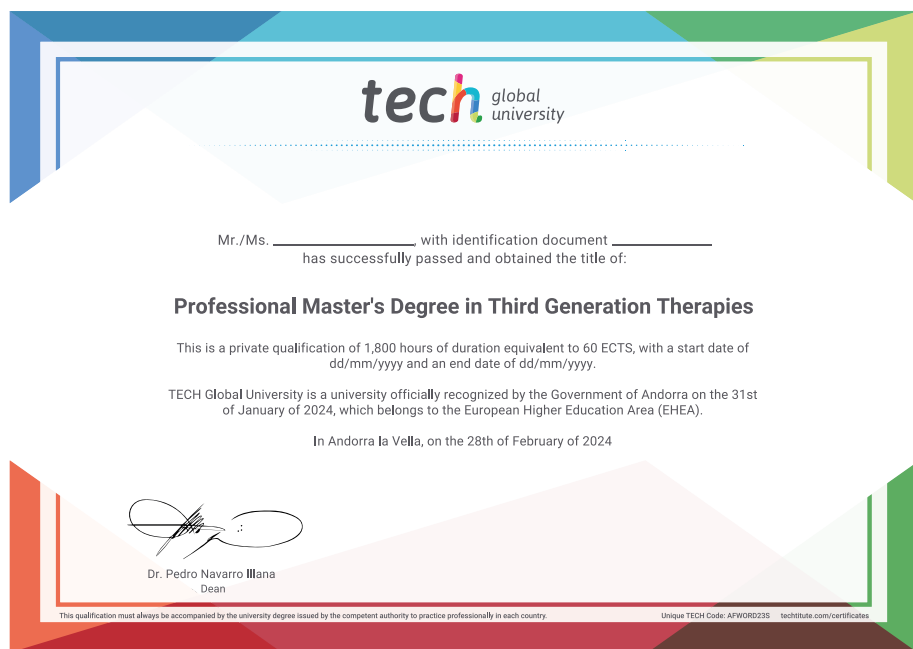 tech global university
Mr./Ms. ____________, with identification document ____________
has successfully passed and obtained the title of:
Professional Master's Degree in Third Generation Therapies
This is a private qualification of 1,800 hours of duration equivalent to 60 ECTS, with a start date of
dd/mm/yyyy and an end date of dd/mm/yyyy.
TECH Global University is a university officially recognized by the Government of Andorra on the 31st
of January of 2024, which belongs to the European Higher Education Area (EHEA).
In Andorra la Vella, on the 28th of February of 2024
Dr. Pedro Navarro Illana
Dean
This qualification must always be accompanied by the university degree issued by the competent authority to practice professionally in each country.
Unique TECH Code: AFWORD23S techtitute.com/certificates